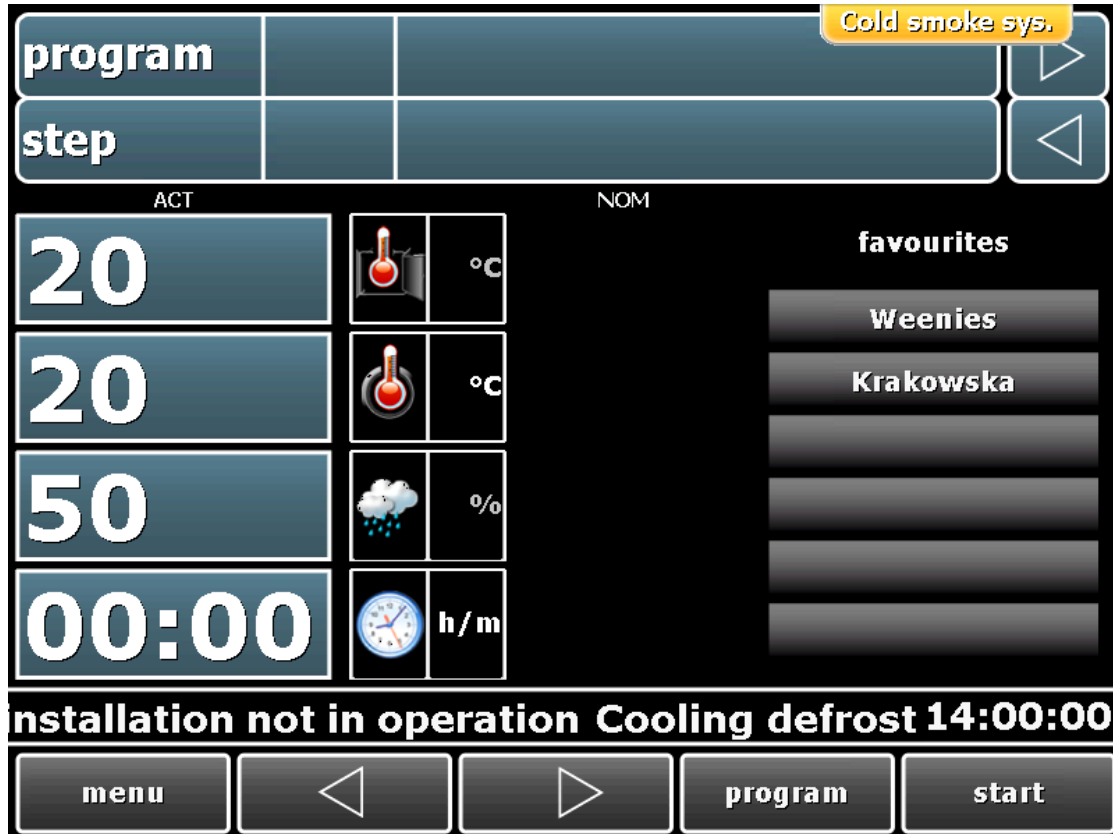 Cold smoke sys.
program
step
ACT
NOM
20
°C
favourites
Weenies
20
°C
Krakowska
50
%
00:00
h/m
installation not in operation Cooling defrost 14:00:00
menu
program
start